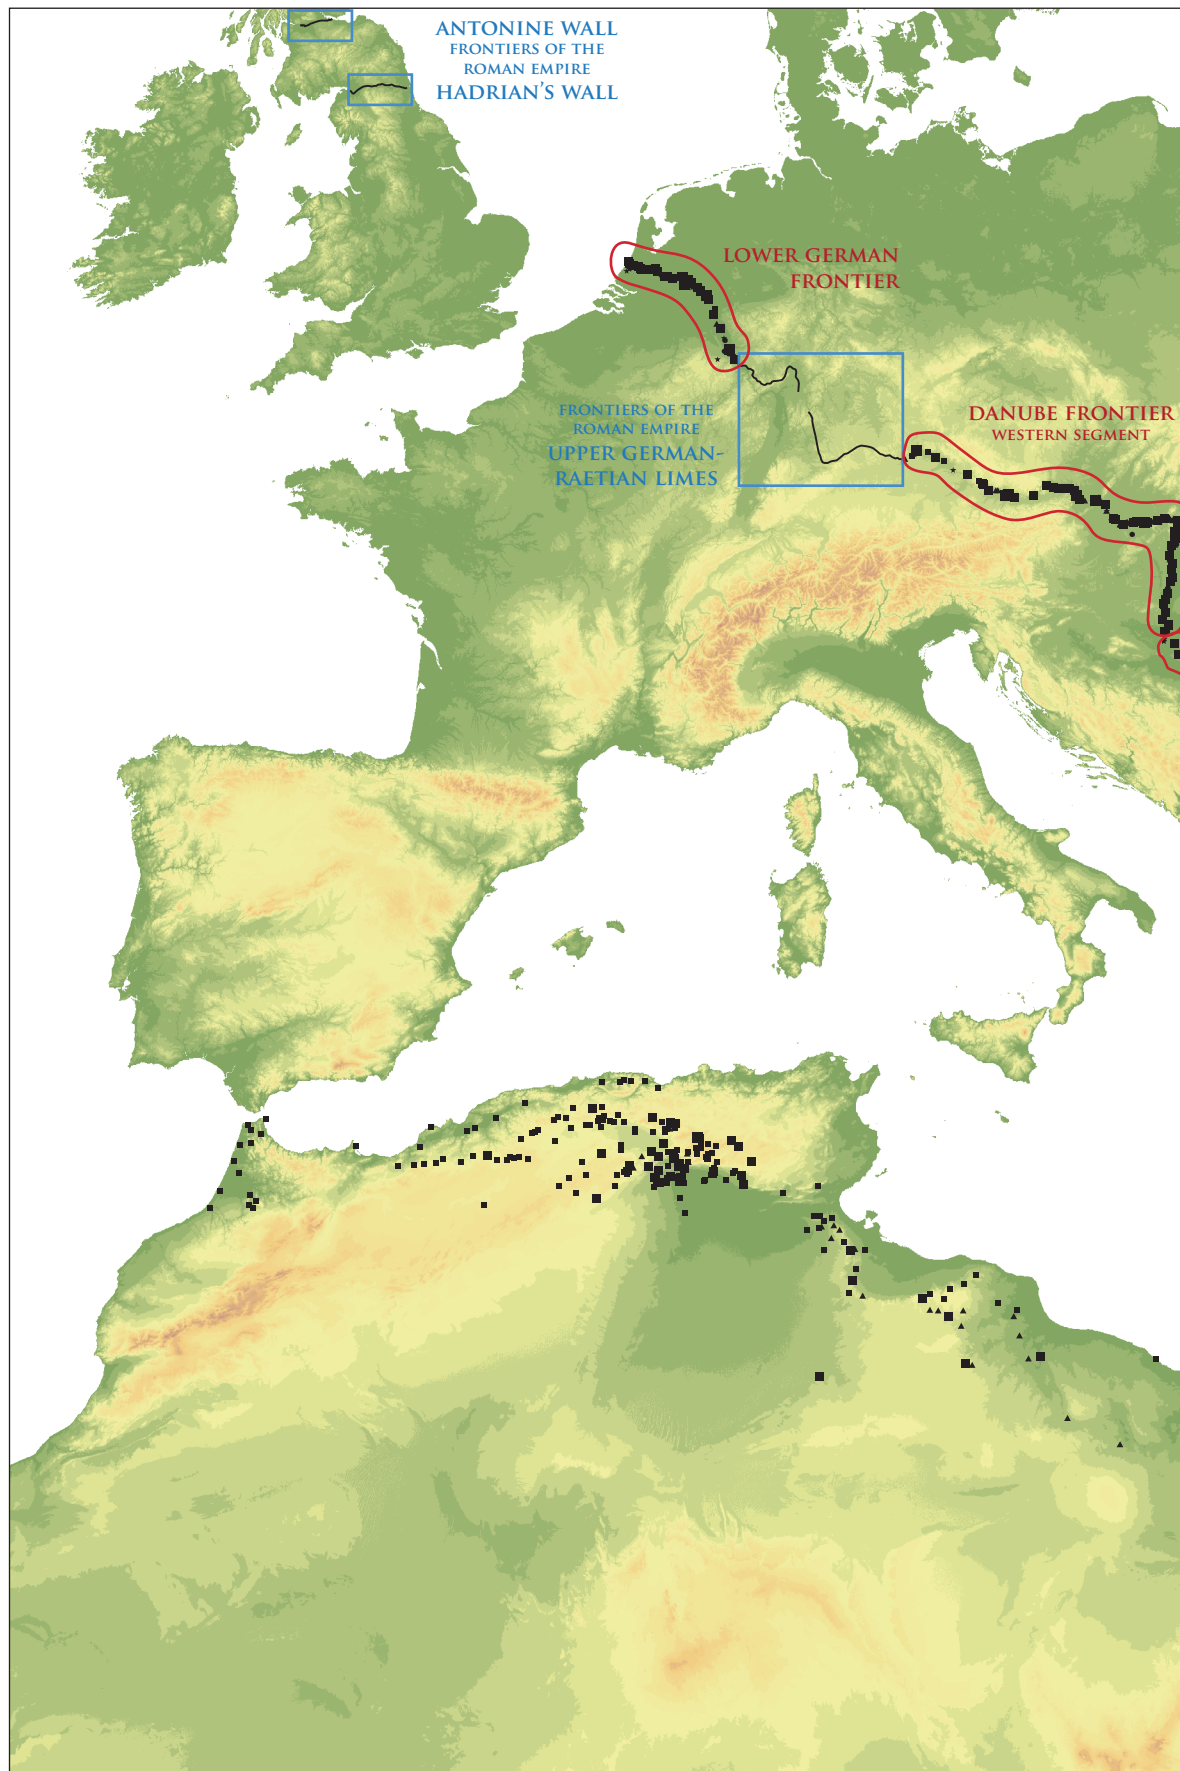 ANTONINE WALL
FRONTIERS OF THE
ROMAN EMPIRE
HADRIAN'S WALL
LOWER GERMAN
FRONTIER
FRONTIERS OF THE
ROMAN EMPIRE
UPPER GERMAN-
RAETIAN LIMES
DANUBE FRONTIER
WESTERN SEGMENT